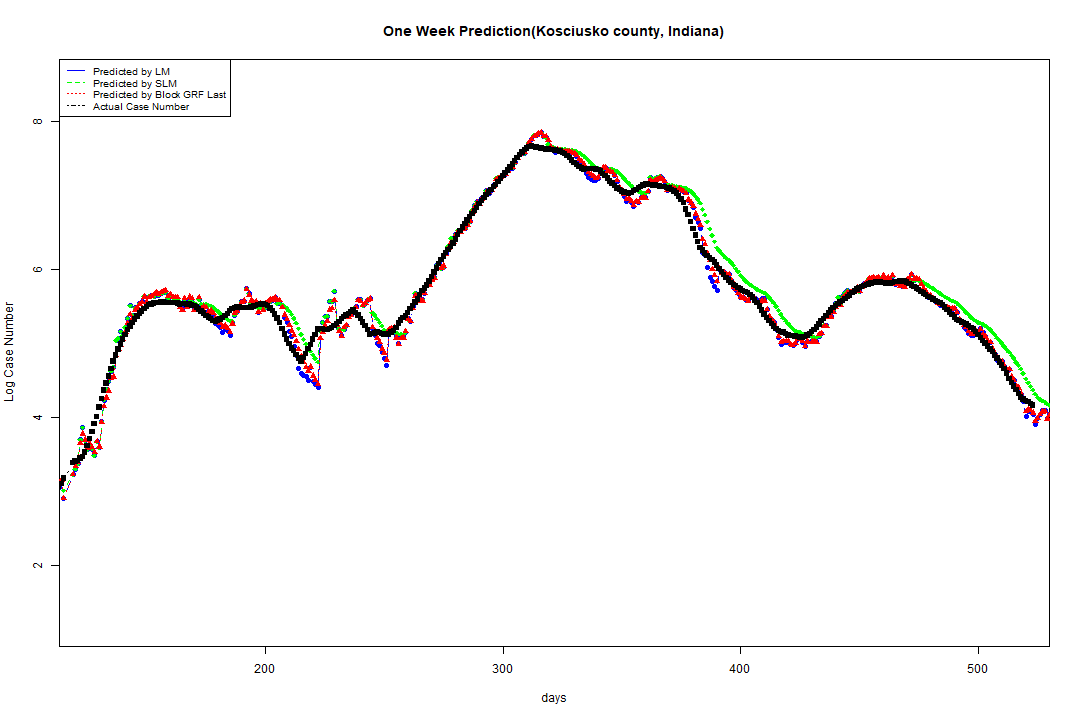 One Week Prediction(Kosciusko county, Indiana)
Predicted by LM
Predicted by SLM
Predicted by Block GRF Last
Actual Case Number
8
6
4
2
Log Case Number
200 300 400 500
days